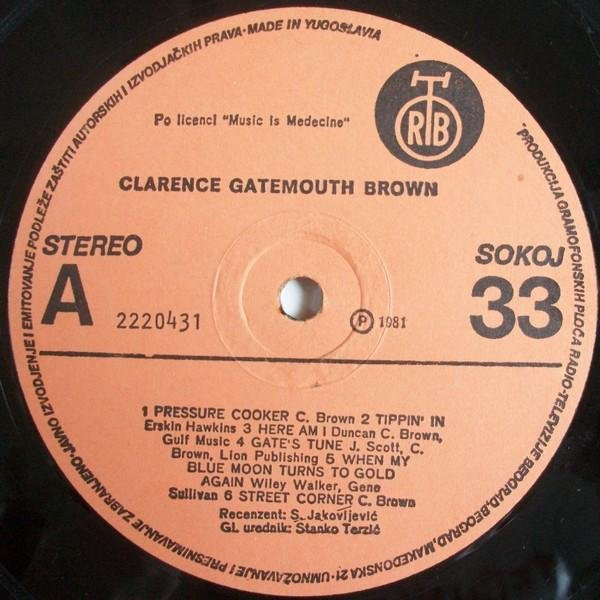 UMNOŽAVANJE I PRESNIMAVANJE ZABRANJENO·JAVNO IZVODJENJE I EMITOVANJE PODLEŽE ZAŠTITI AUTORSKIH I IZVODJAČKIH PRAVA·MADE IN YUGOSLAVIA
PRODUKCIJA GRAMOFONSKIH PLOČA RADIO-TELEVIZIJE BEOGRAD, BEOGRAD, MAKEDONSKA 21·
RTB
Po licenci "Music is Medecine"
CLARENCE GATEMOUTH BROWN
STEREO
A
2220431
SOKOJ
33
Ⓟ 1981
1 PRESSURE COOKER C. Brown 2 TIPPIN' IN
Erskin Hawkins 3 HERE AM I Duncan C. Brown,
Gulf Music 4 GATE'S TUNE J. Scott, C.
Brown, Lion Publishing 5 WHEN MY
BLUE MOON TURNS TO GOLD
AGAIN Wiley Walker, Gene
Sullivan 6 STREET CORNER C. Brown
Recenzent: S. Jakovljević
Gl. urednik: Stanko Terzić